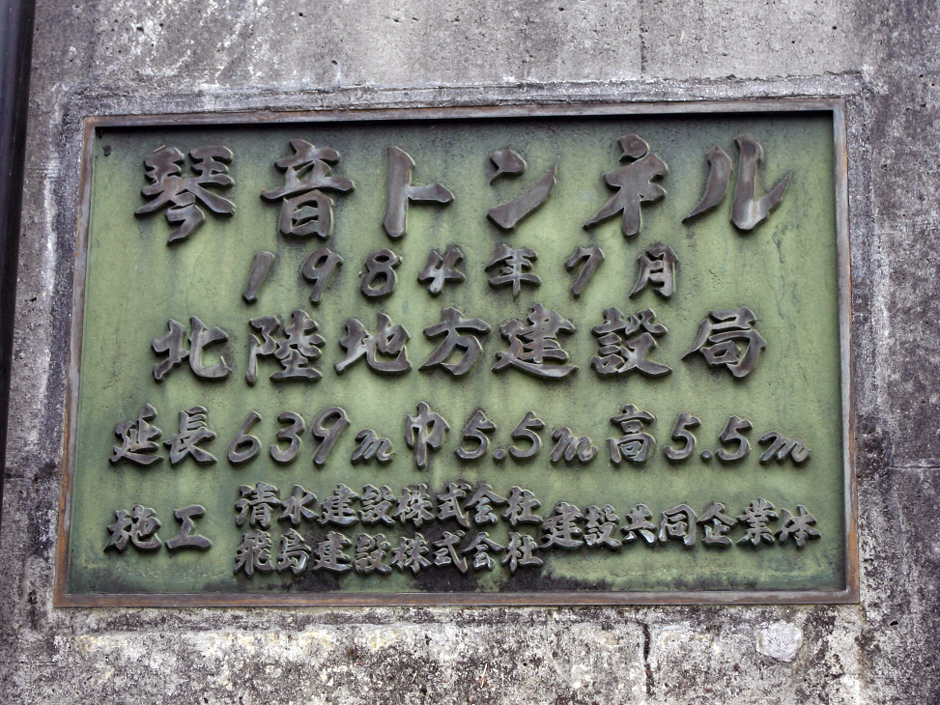 琴音トンネル
1984年7月
北陸地方建設局
延長639m巾5.5m高5.5m
施工 清水建設株式会社 建設共同企業体
飛島建設株式会社